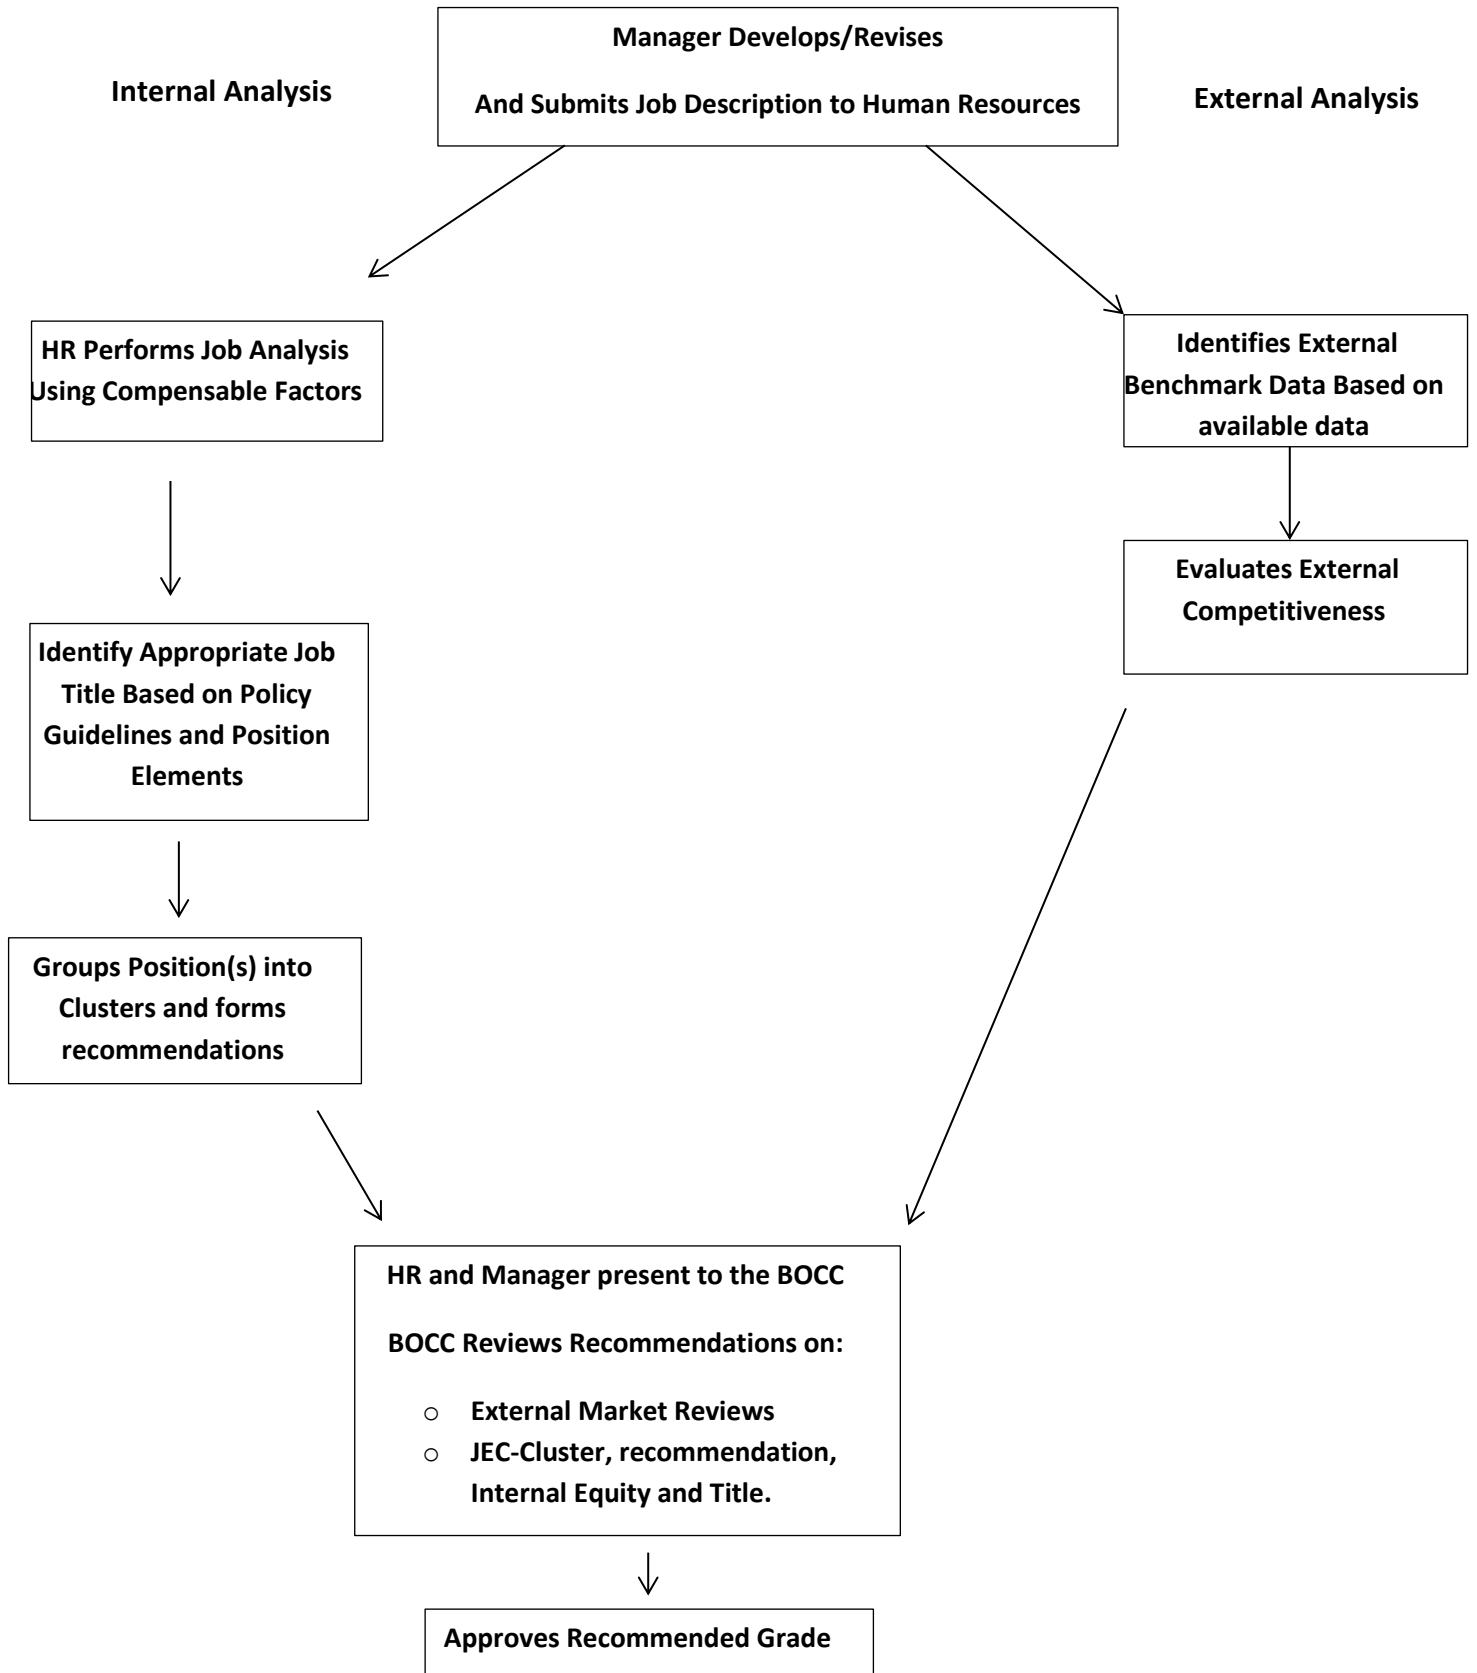 Manager Develops/Revises
And Submits Job Description to Human Resources
Internal Analysis
External Analysis
HR Performs Job Analysis
Using Compensable Factors
Identifies External
Benchmark Data Based on
available data
Evaluates External
Competitiveness
Identify Appropriate Job
Title Based on Policy
Guidelines and Position
Elements
Groups Position(s) into
Clusters and forms
recommendations
HR and Manager present to the BOCC
BOCC Reviews Recommendations on:
o External Market Reviews
o JEC-Cluster, recommendation,
Internal Equity and Title.
Approves Recommended Grade